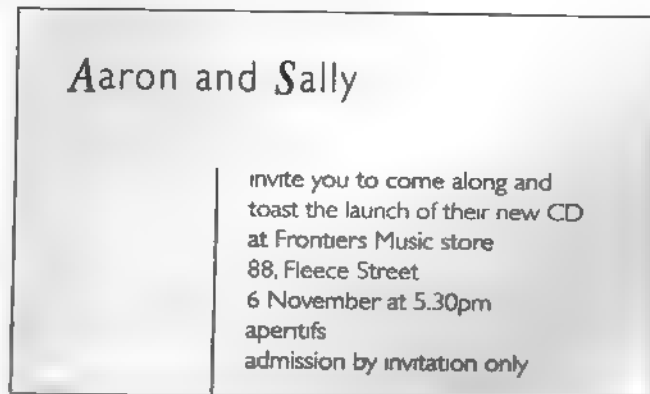 Aaron and Sally
invite you to come along and
toast the launch of their new CD
at Frontiers Music store
88, Fleece Street
6 November at 5.30pm
aperitifs
admission by invitation only